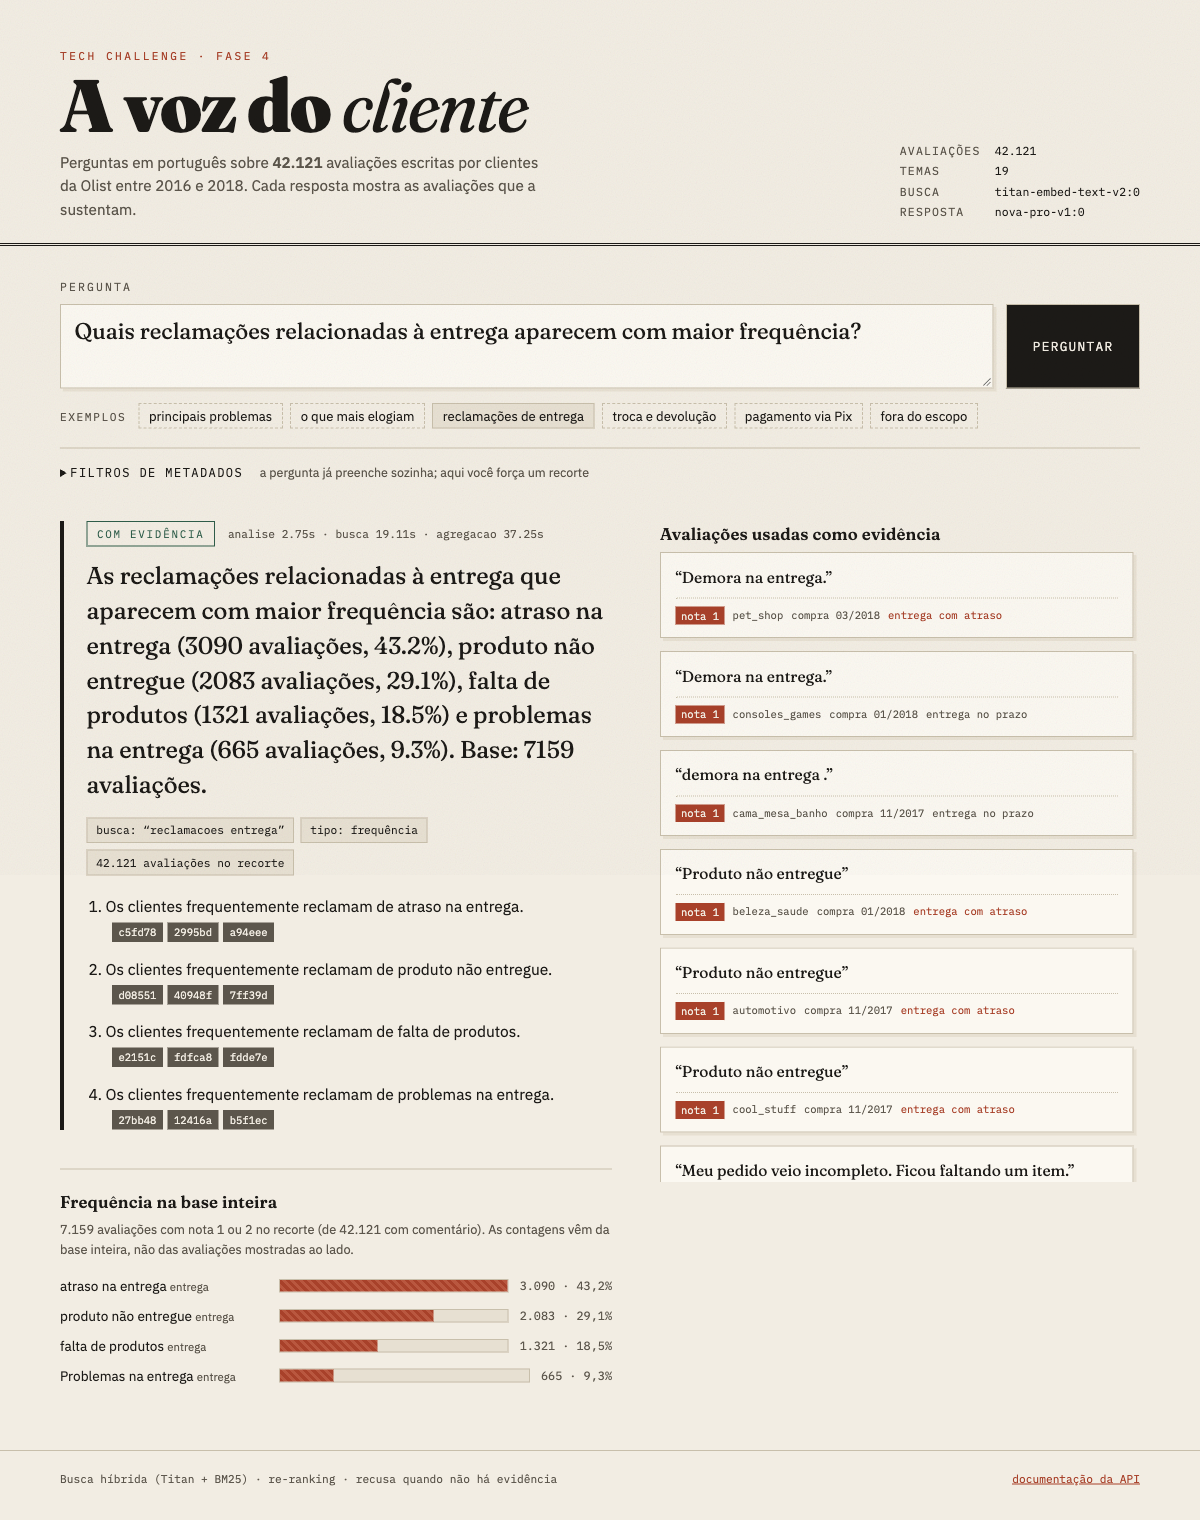 TECH CHALLENGE · FASE 4
A voz do cliente
Perguntas em português sobre 42.121 avaliações escritas por clientes
da Olist entre 2016 e 2018. Cada resposta mostra as avaliações que a
sustentam.
AVALIAÇÕES 42.121
TEMAS 19
BUSCA titan-embed-text-v2:0
RESPOSTA nova-pro-v1:0
PERGUNTA
Quais reclamações relacionadas à entrega aparecem com maior frequência?
PERGUNTAR
EXEMPLOS principais problemas o que mais elogiam reclamações de entrega troca e devolução pagamento via Pix fora do escopo
FILTROS DE METADADOS a pergunta já preenche sozinha; aqui você força um recorte
COM EVIDÊNCIA analise 2.75s · busca 19.11s · agregacao 37.25s
As reclamações relacionadas à entrega que
aparecem com maior frequência são: atraso na
entrega (3090 avaliações, 43.2%), produto não
entregue (2083 avaliações, 29.1%), falta de
produtos (1321 avaliações, 18.5%) e problemas
na entrega (665 avaliações, 9.3%). Base: 7159
avaliações.
busca: “reclamacoes entrega” tipo: frequência
42.121 avaliações no recorte
1. Os clientes frequentemente reclamam de atraso na entrega.
c5fd78 2995bd a94eee
2. Os clientes frequentemente reclamam de produto não entregue.
d08551 40948f 7ff39d
3. Os clientes frequentemente reclamam de falta de produtos.
e2151c fdfca8 fdde7e
4. Os clientes frequentemente reclamam de problemas na entrega.
27bb48 12416a b5f1ec
Frequência na base inteira
7.159 avaliações com nota 1 ou 2 no recorte (de 42.121 com comentário). As contagens vêm da
base inteira, não das avaliações mostradas ao lado.
atraso na entrega entrega 3.090 · 43,2%
produto não entregue entrega 2.083 · 29,1%
falta de produtos entrega 1.321 · 18,5%
Problemas na entrega entrega 665 · 9,3%
Avaliações usadas como evidência
“Demora na entrega.”
nota 1 pet_shop compra 03/2018 entrega com atraso
“Demora na entrega.”
nota 1 consoles_games compra 01/2018 entrega no prazo
“demora na entrega .”
nota 1 cama_mesa_banho compra 11/2017 entrega no prazo
“Produto não entregue”
nota 1 beleza_saude compra 01/2018 entrega com atraso
“Produto não entregue”
nota 1 automotivo compra 11/2017 entrega com atraso
“Produto não entregue”
nota 1 cool_stuff compra 11/2017 entrega com atraso
“Meu pedido veio incompleto. Ficou faltando um item.”
Busca híbrida (Titan + BM25) · re-ranking · recusa quando não há evidência
documentação da API